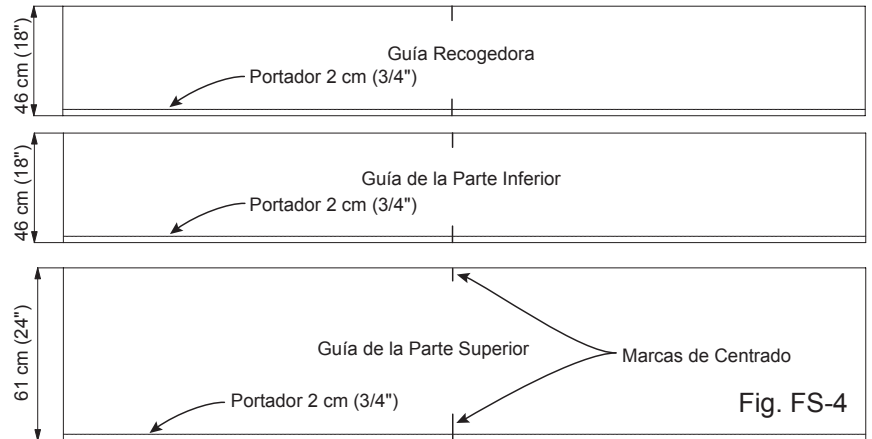 46 cm (18")
Guía Recogedora
Portador 2 cm (3/4")
46 cm (18")
Guía de la Parte Inferior
Portador 2 cm (3/4")
61 cm (24")
Guía de la Parte Superior
Marcas de Centrado
Portador 2 cm (3/4")
Fig. FS-4